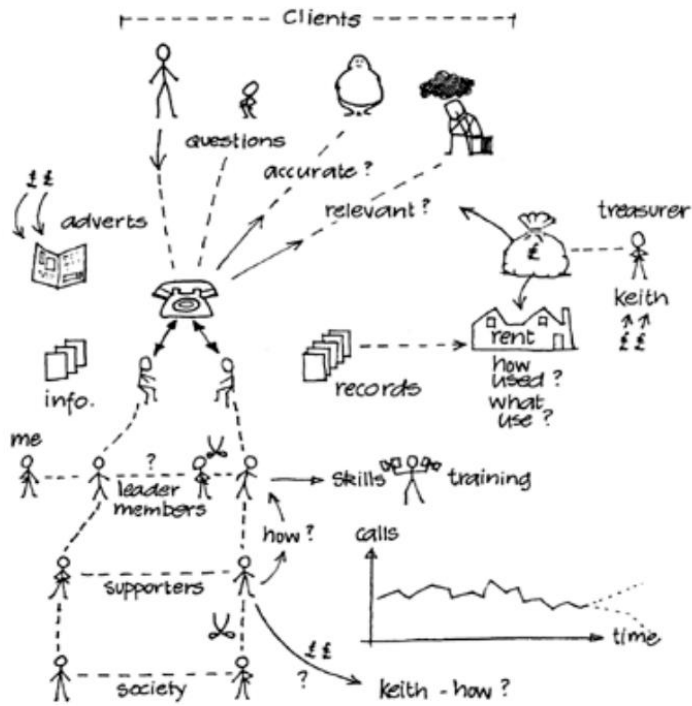 Clients
questions
accurate ?
relevant ?
££
adverts
treasurer
£
keith
££
rent
how
used ?
what
use ?
info.
records
me
?
leader
members
skills
training
how ?
calls
supporters
time
££
?
society
keith - how ?